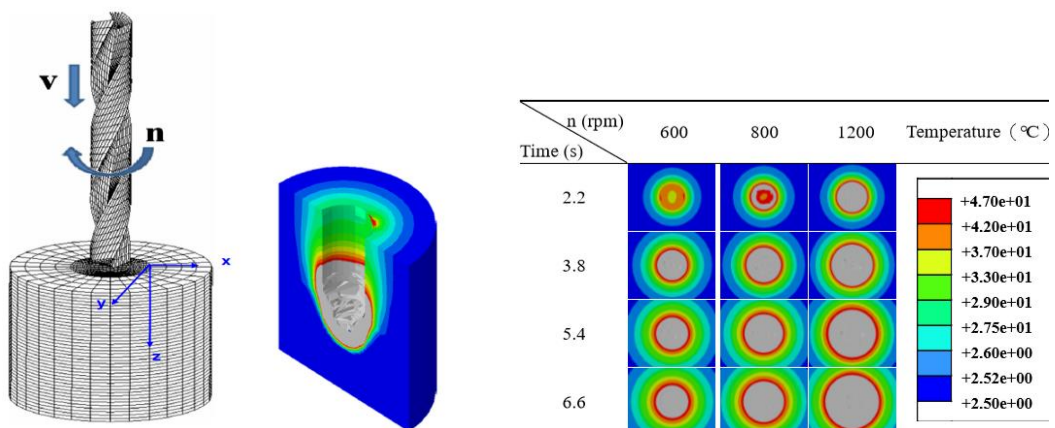 v
n
x
y
z
n (rpm)
Time (s)
600 800 1200 Temperature (℃)
2.2
3.8
5.4
6.6
+4.70e+01
+4.20e+01
+3.70e+01
+3.30e+01
+2.90e+01
+2.75e+01
+2.60e+00
+2.52e+00
+2.50e+00